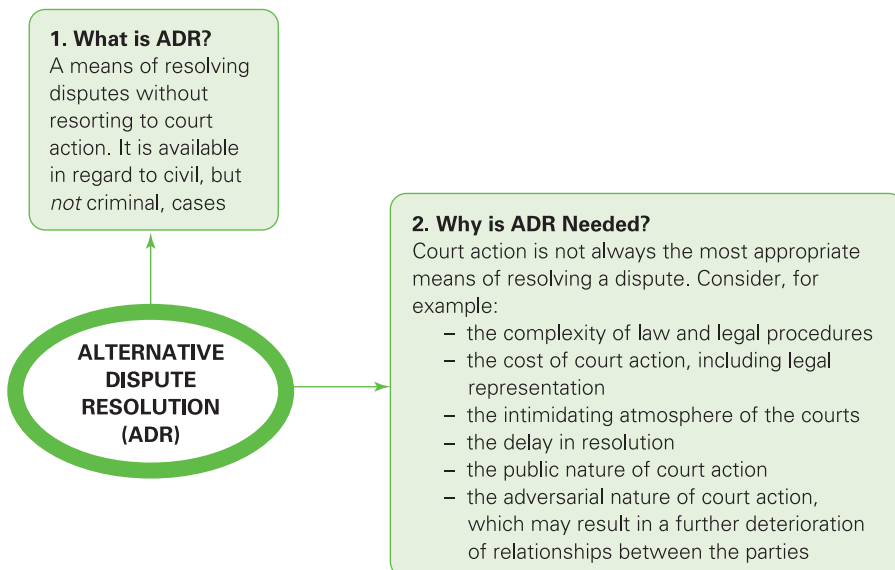 1. What is ADR?
A means of resolving
disputes without
resorting to court
action. It is available
in regard to civil, but
not criminal, cases
2. Why is ADR Needed?
Court action is not always the most appropriate
means of resolving a dispute. Consider, for
example:
– the complexity of law and legal procedures
– the cost of court action, including legal
representation
– the intimidating atmosphere of the courts
– the delay in resolution
– the public nature of court action
– the adversarial nature of court action,
which may result in a further deterioration
of relationships between the parties
ALTERNATIVE
DISPUTE
RESOLUTION
(ADR)